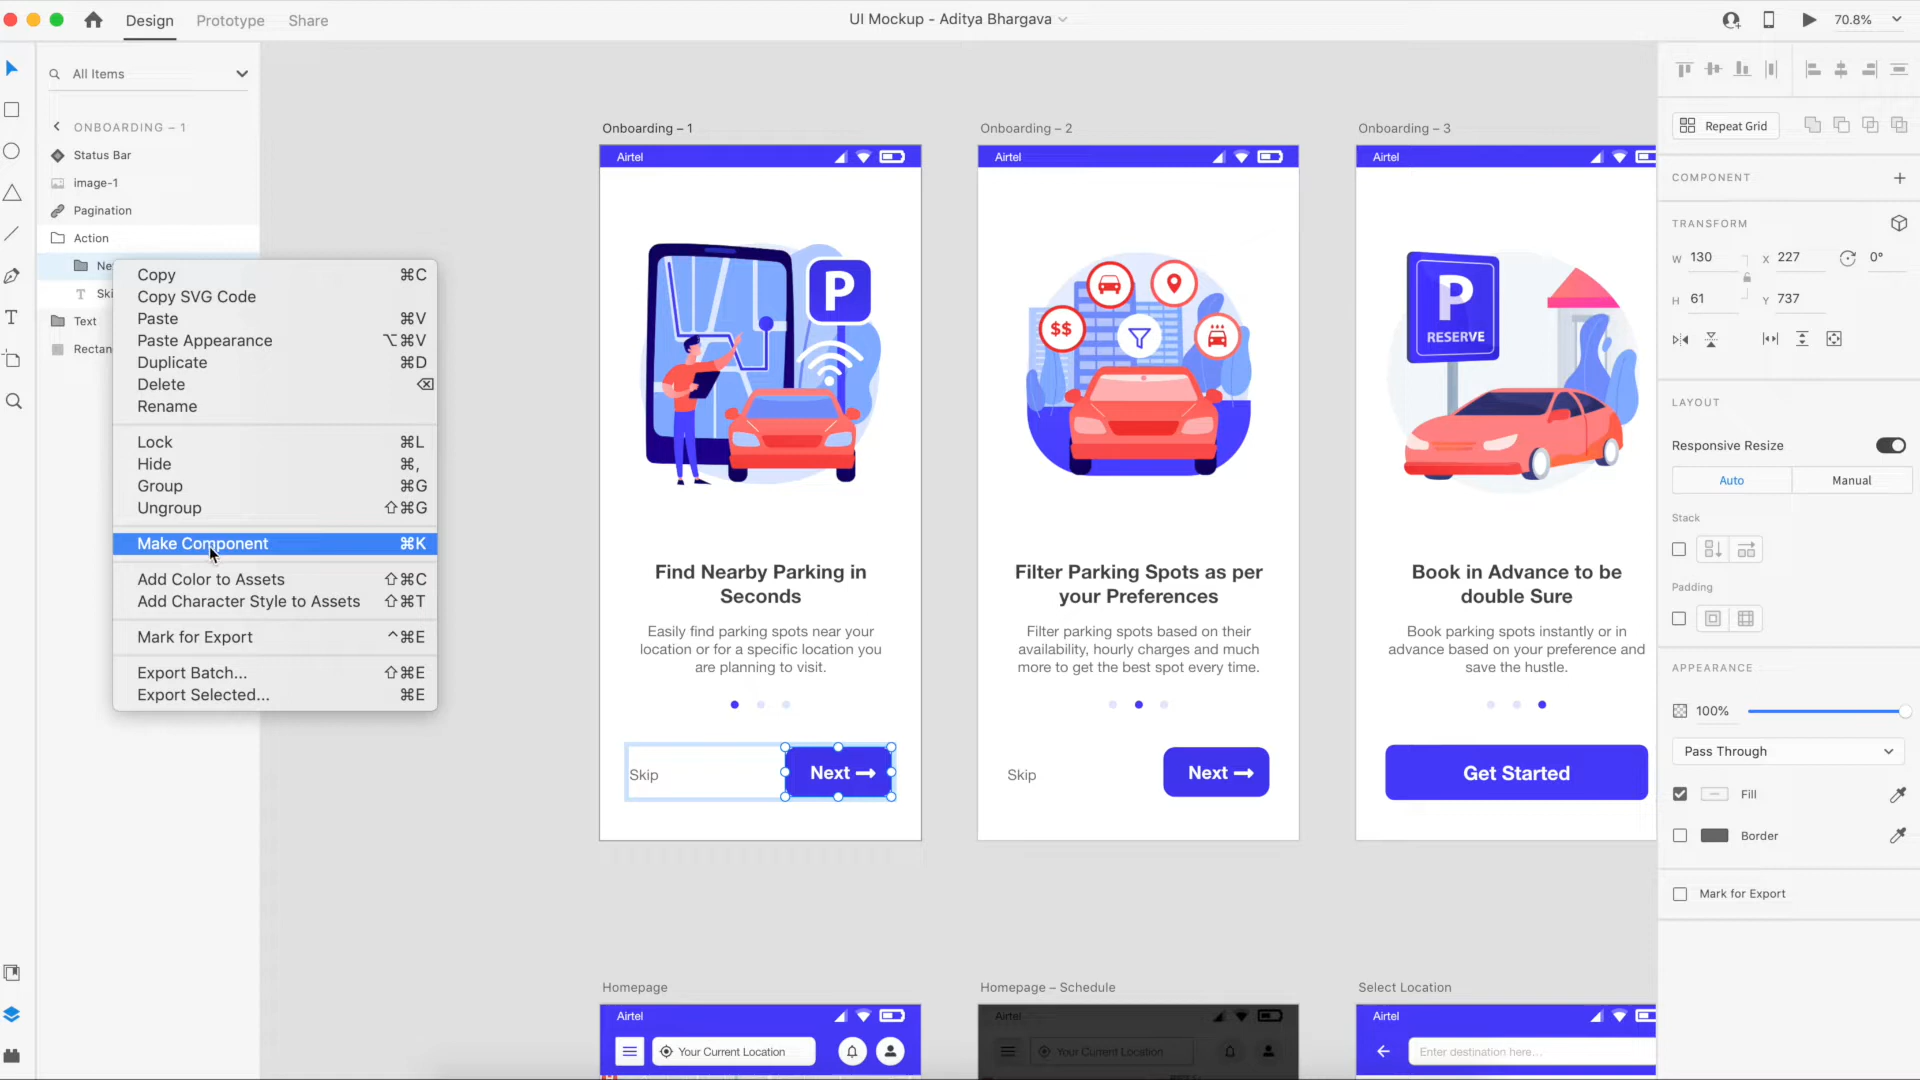 Design
Prototype
Share
UI Mockup - Aditya Bhargava
70.8%
All Items
ONBOARDING – 1
Status Bar
image-1
Pagination
Action
Text
Copy ⌘C
Copy SVG Code
Paste ⌘V
Paste Appearance ⌥⌘V
Duplicate ⌘D
Delete ⌫
Rename
Lock ⌘L
Hide ⌘,
Group ⌘G
Ungroup ⇧⌘G
Make Component ⌘K
Add Color to Assets ⇧⌘C
Add Character Style to Assets ⇧⌘T
Mark for Export ^⌘E
Export Batch... ⇧⌘E
Export Selected... ⌘E
Onboarding – 1
Airtel
P
Find Nearby Parking in
Seconds
Easily find parking spots near your
location or for a specific location you
are planning to visit.
Skip
Next
Onboarding – 2
Airtel
$$
Filter Parking Spots as per
your Preferences
Filter parking spots based on their
availability, hourly charges and much
more to get the best spot every time.
Skip
Next
Onboarding – 3
Airtel
P
RESERVE
Book in Advance to be
double Sure
Book parking spots instantly or in
advance based on your preference and
save the hustle.
Get Started
Homepage
Airtel
Your Current Location
Homepage – Schedule
Airtel
Your Current Location
Select Location
Airtel
Enter destination here...
Repeat Grid
COMPONENT
TRANSFORM
W 130 X 227 0°
H 61 Y 737
LAYOUT
Responsive Resize
Auto
Manual
Stack
Padding
APPEARANCE
100%
Pass Through
Fill
Border
Mark for Export